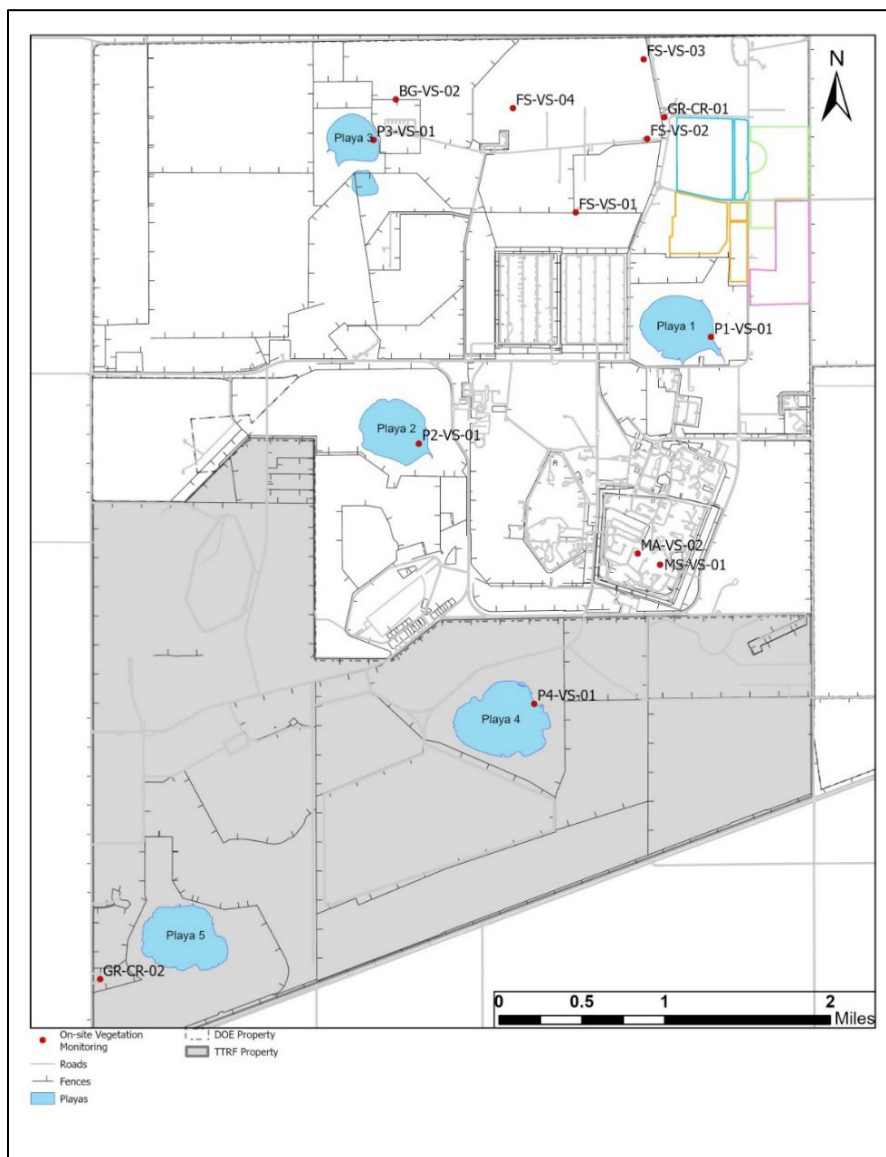 FS-VS-03
N
BG-VS-02
FS-VS-04
GR-CR-01
Playa 3
P3-VS-01
FS-VS-02
FS-VS-01
Playa 1
P1-VS-01
Playa 2
P2-VS-01
MA-VS-02
MS-VS-01
P4-VS-01
Playa 4
Playa 5
GR-CR-02
0 0.5 1 2
Miles
On-site Vegetation
Monitoring
Roads
Fences
Playas
DOE Property
TTRF Property